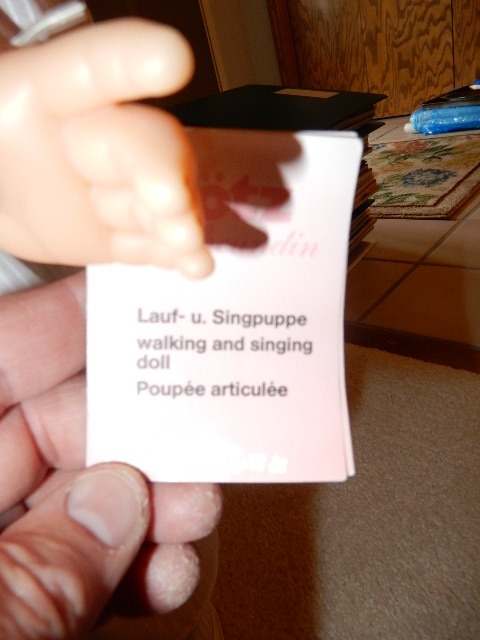 Lauf- u. Singpuppe
walking and singing
doll
Poupée articulée